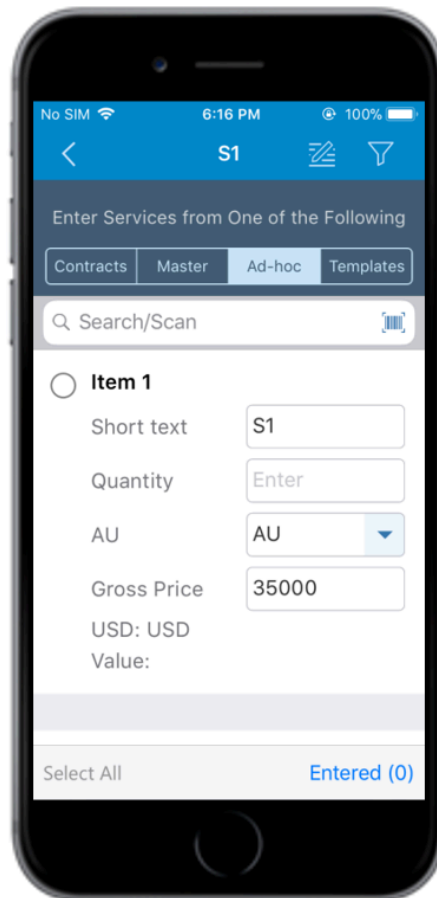 No SIM 6:16 PM 100%
S1
Enter Services from One of the Following
Contracts Master Ad-hoc Templates
Search/Scan
Item 1
Short text S1
Quantity Enter
AU AU
Gross Price 35000
USD: USD
Value:
Select All Entered (0)